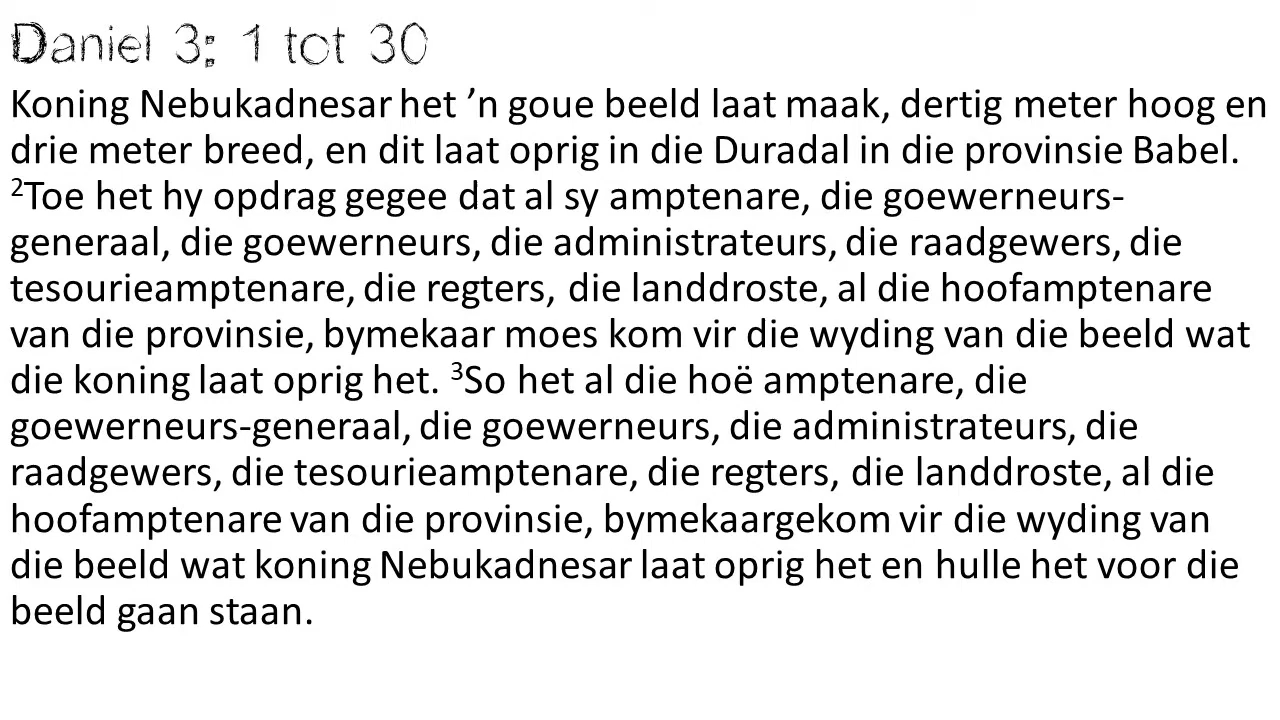 Daniel 3: 1 tot 30
Koning Nebukadnesar het ’n goue beeld laat maak, dertig meter hoog en
drie meter breed, en dit laat oprig in die Duradal in die provinsie Babel.
²Toe het hy opdrag gegee dat al sy amptenare, die goewerneurs-
generaal, die goewerneurs, die administrateurs, die raadgewers, die
tesourieamptenare, die regters, die landdroste, al die hoofamptenare
van die provinsie, bymekaar moes kom vir die wyding van die beeld wat
die koning laat oprig het. ³So het al die hoë amptenare, die
goewerneurs-generaal, die goewerneurs, die administrateurs, die
raadgewers, die tesourieamptenare, die regters, die landdroste, al die
hoofamptenare van die provinsie, bymekaargekom vir die wyding van
die beeld wat koning Nebukadnesar laat oprig het en hulle het voor die
beeld gaan staan.